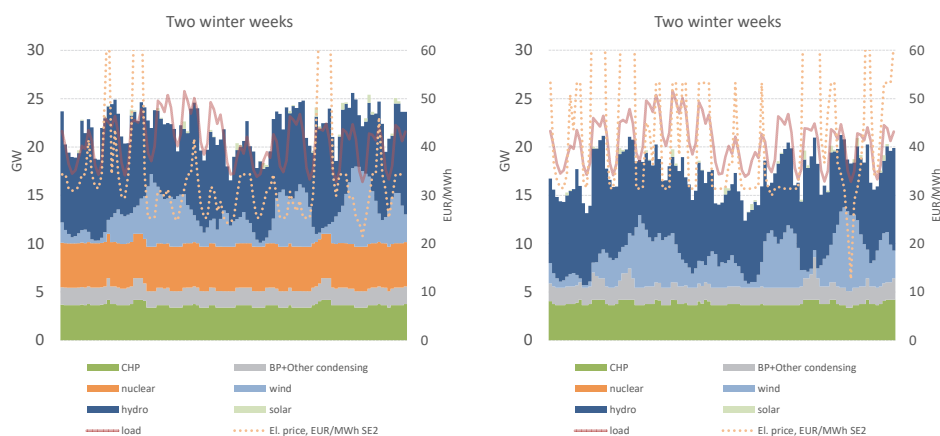 Two winter weeks
30
25
20
15
10
5
0
GW
60
50
40
30
20
10
0
EUR/MWh
CHP
BP+Other condensing
nuclear
wind
hydro
solar
load
El. price, EUR/MWh SE2
Two winter weeks
30
25
20
15
10
5
0
GW
60
50
40
30
20
10
0
EUR/MWh
CHP
BP+Other condensing
nuclear
wind
hydro
solar
load
El. price, EUR/MWh SE2